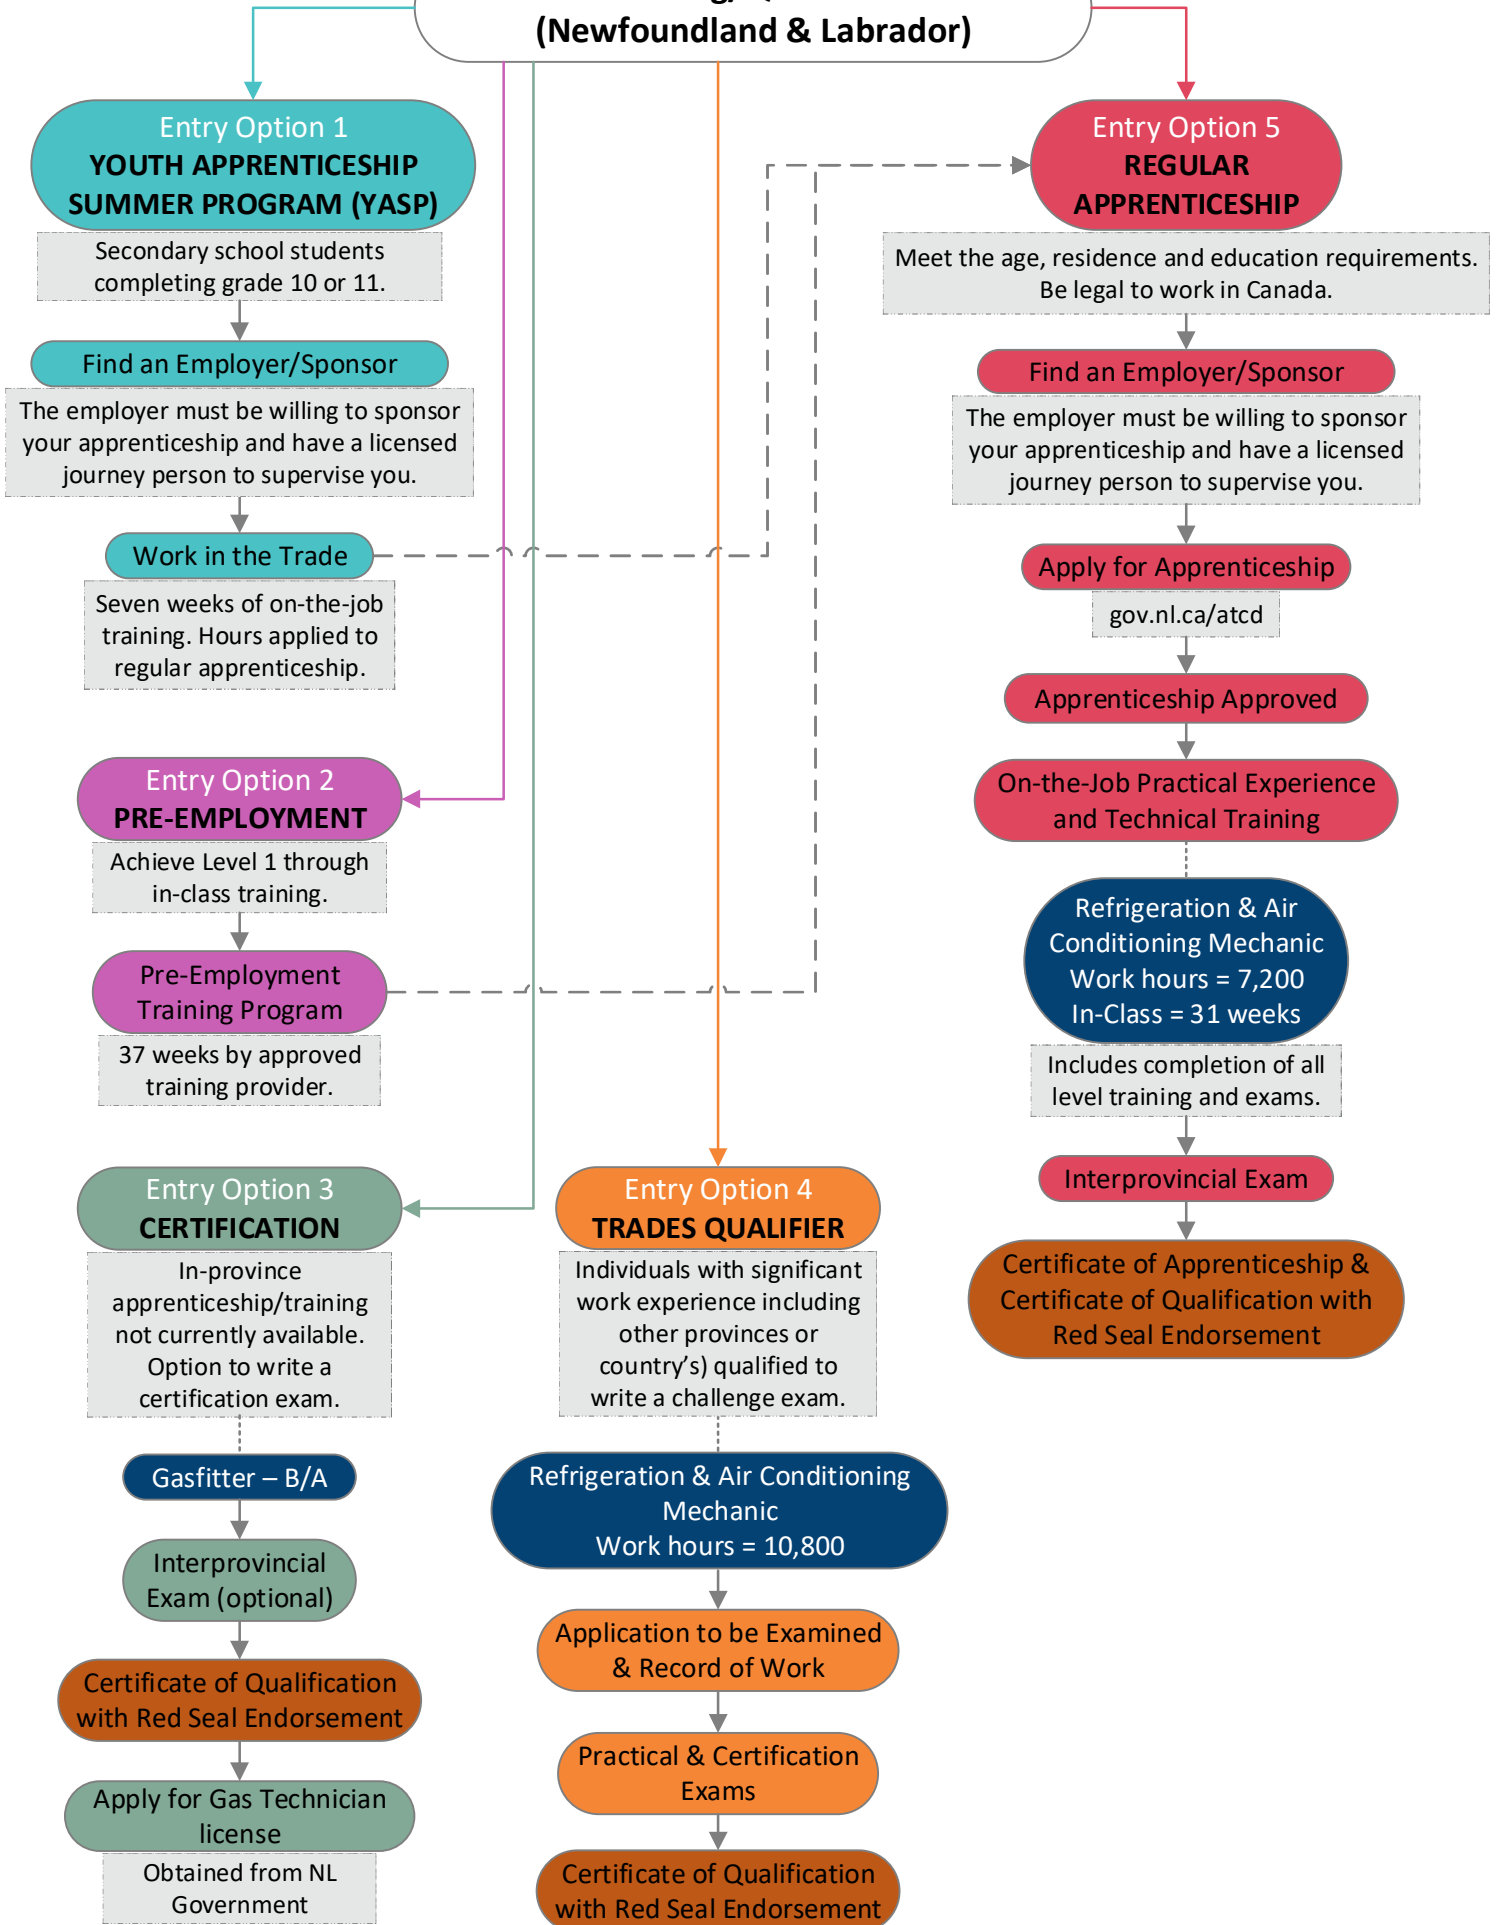 (Newfoundland & Labrador)
Entry Option 1
YOUTH APPRENTICESHIP
SUMMER PROGRAM (YASP)
Secondary school students
completing grade 10 or 11.
Find an Employer/Sponsor
The employer must be willing to sponsor
your apprenticeship and have a licensed
journey person to supervise you.
Work in the Trade
Seven weeks of on-the-job
training. Hours applied to
regular apprenticeship.
Entry Option 2
PRE-EMPLOYMENT
Achieve Level 1 through
in-class training.
Pre-Employment
Training Program
37 weeks by approved
training provider.
Entry Option 3
CERTIFICATION
In-province
apprenticeship/training
not currently available.
Option to write a
certification exam.
Gasfitter – B/A
Interprovincial
Exam (optional)
Certificate of Qualification
with Red Seal Endorsement
Apply for Gas Technician
license
Obtained from NL
Government
Entry Option 4
TRADES QUALIFIER
Individuals with significant
work experience including
other provinces or
country's) qualified to
write a challenge exam.
Refrigeration & Air Conditioning
Mechanic
Work hours = 10,800
Application to be Examined
& Record of Work
Practical & Certification
Exams
Certificate of Qualification
with Red Seal Endorsement
Entry Option 5
REGULAR
APPRENTICESHIP
Meet the age, residence and education requirements.
Be legal to work in Canada.
Find an Employer/Sponsor
The employer must be willing to sponsor
your apprenticeship and have a licensed
journey person to supervise you.
Apply for Apprenticeship
gov.nl.ca/atcd
Apprenticeship Approved
On-the-Job Practical Experience
and Technical Training
Refrigeration & Air
Conditioning Mechanic
Work hours = 7,200
In-Class = 31 weeks
Includes completion of all
level training and exams.
Interprovincial Exam
Certificate of Apprenticeship &
Certificate of Qualification with
Red Seal Endorsement